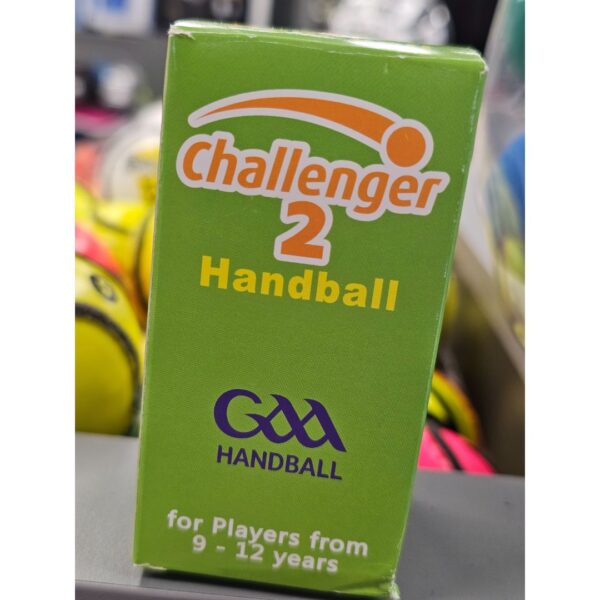 Challenger
2
Handball
GAA
HANDBALL
for Players from
9 - 12 years